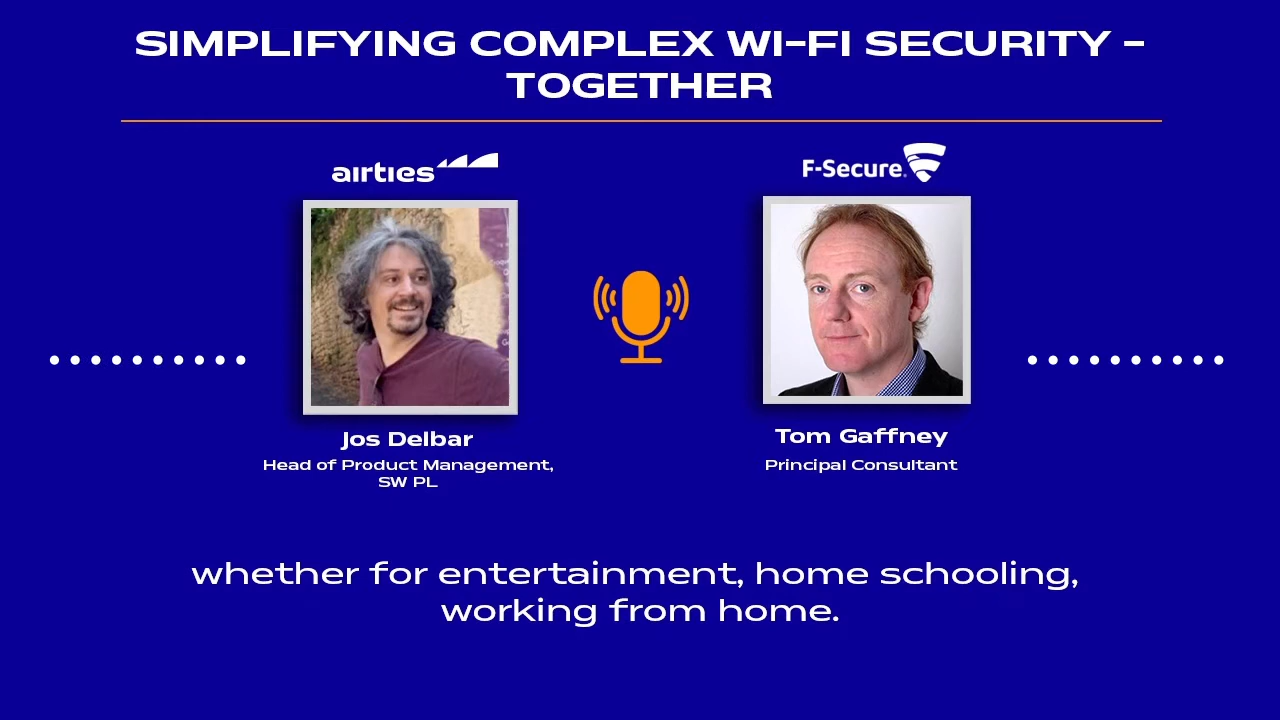 SIMPLIFYING COMPLEX WI-FI SECURITY -
TOGETHER
airties
F-Secure.
Jos Delbar
Head of Product Management,
SW PL
Tom Gaffney
Principal Consultant
whether for entertainment, home schooling,
working from home.